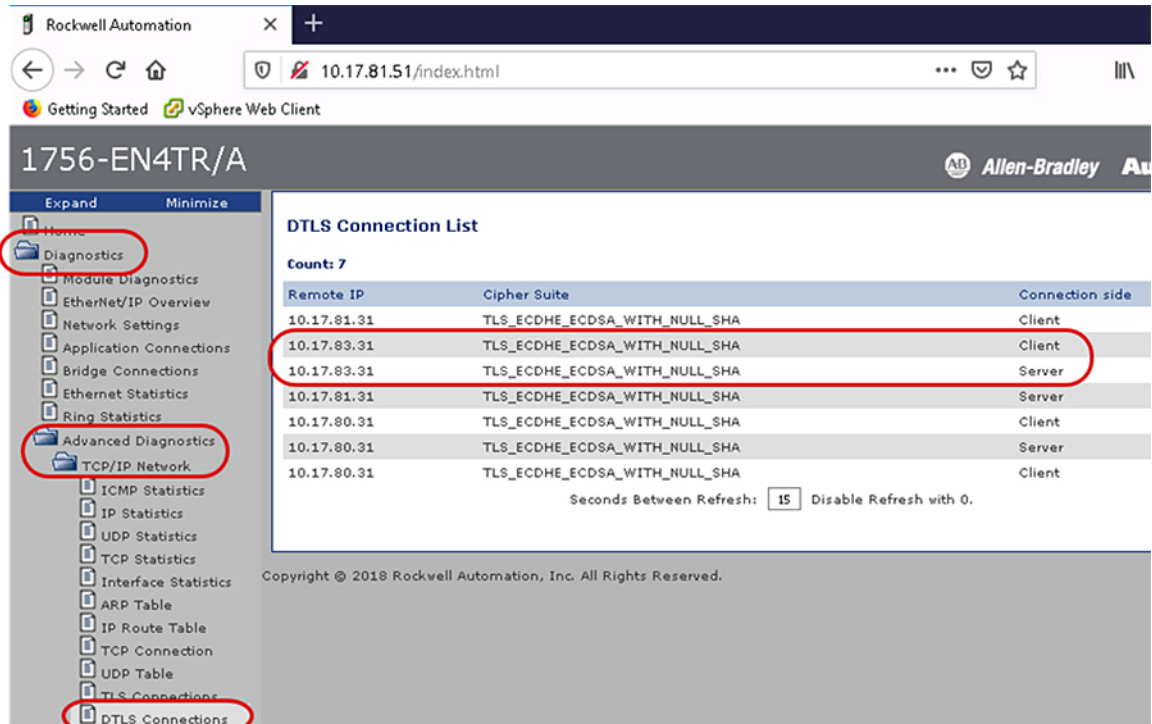 Rockwell Automation
10.17.81.51/index.html
Getting Started vSphere Web Client
1756-EN4TR/A
AB Allen-Bradley
Expand Minimize
Home
Diagnostics
Module Diagnostics
EtherNet/IP Overview
Network Settings
Application Connections
Bridge Connections
Ethernet Statistics
Ring Statistics
Advanced Diagnostics
TCP/IP Network
ICMP Statistics
IP Statistics
UDP Statistics
TCP Statistics
Interface Statistics
ARP Table
IP Route Table
TCP Connection
UDP Table
TLS Connections
DTLS Connections
DTLS Connection List
Count: 7
Remote IP Cipher Suite Connection side
10.17.81.31 TLS_ECDHE_ECDSA_WITH_NULL_SHA Client
10.17.83.31 TLS_ECDHE_ECDSA_WITH_NULL_SHA Client
10.17.83.31 TLS_ECDHE_ECDSA_WITH_NULL_SHA Server
10.17.81.31 TLS_ECDHE_ECDSA_WITH_NULL_SHA Server
10.17.80.31 TLS_ECDHE_ECDSA_WITH_NULL_SHA Client
10.17.80.31 TLS_ECDHE_ECDSA_WITH_NULL_SHA Server
10.17.80.31 TLS_ECDHE_ECDSA_WITH_NULL_SHA Client
Seconds Between Refresh: 15 Disable Refresh with 0.
Copyright © 2018 Rockwell Automation, Inc. All Rights Reserved.